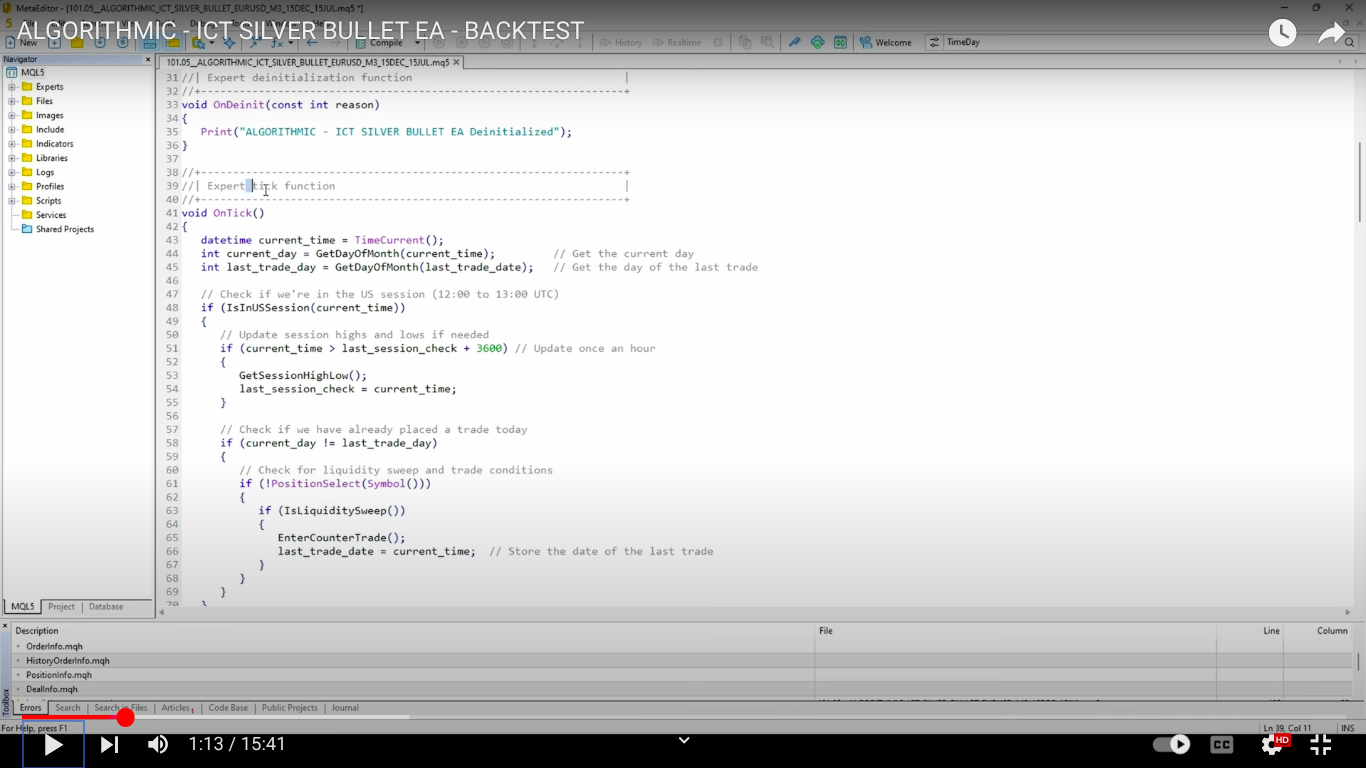 MetaEditor - [101.05__ALGORITHMIC_ICT_SILVER_BULLET_EURUSD_M3_15DEC_15JUL.mq5 *]
ALGORITHMIC - ICT SILVER BULLET EA - BACKTEST
New
Compile
History
Realtime
Welcome
TimeDay
Navigator
101.05__ALGORITHMIC_ICT_SILVER_BULLET_EURUSD_M3_15DEC_15JUL.mq5
MQL5
Experts
Files
Images
Include
Indicators
Libraries
Logs
Profiles
Scripts
Services
Shared Projects
31 //| Expert deinitialization function |
32 //+------------------------------------------------------------------+
33 void OnDeinit(const int reason)
34 {
35 Print("ALGORITHMIC - ICT SILVER BULLET EA Deinitialized");
36 }
37
38 //+------------------------------------------------------------------+
39 //| Expert tick function |
40 //+------------------------------------------------------------------+
41 void OnTick()
42 {
43 datetime current_time = TimeCurrent();
44 int current_day = GetDayOfMonth(current_time); // Get the current day
45 int last_trade_day = GetDayOfMonth(last_trade_date); // Get the day of the last trade
46
47 // Check if we're in the US session (12:00 to 13:00 UTC)
48 if (IsInUSSession(current_time))
49 {
50 // Update session highs and lows if needed
51 if (current_time > last_session_check + 3600) // Update once an hour
52 {
53 GetSessionHighLow();
54 last_session_check = current_time;
55 }
56
57 // Check if we have already placed a trade today
58 if (current_day != last_trade_day)
59 {
60 // Check for liquidity sweep and trade conditions
61 if (!PositionSelect(Symbol()))
62 {
63 if (IsLiquiditySweep())
64 {
65 EnterCounterTrade();
66 last_trade_date = current_time; // Store the date of the last trade
67 }
68 }
69 }
70 }
MQL5 Project Database
Description File Line Column
OrderInfo.mqh
HistoryOrderInfo.mqh
PositionInfo.mqh
DealInfo.mqh
Toolbox
Errors Search Search in Files Articles 1 Code Base Public Projects Journal
For Help, press F1
Ln 39, Col 11 INS
1:13 / 15:41
CC
HD